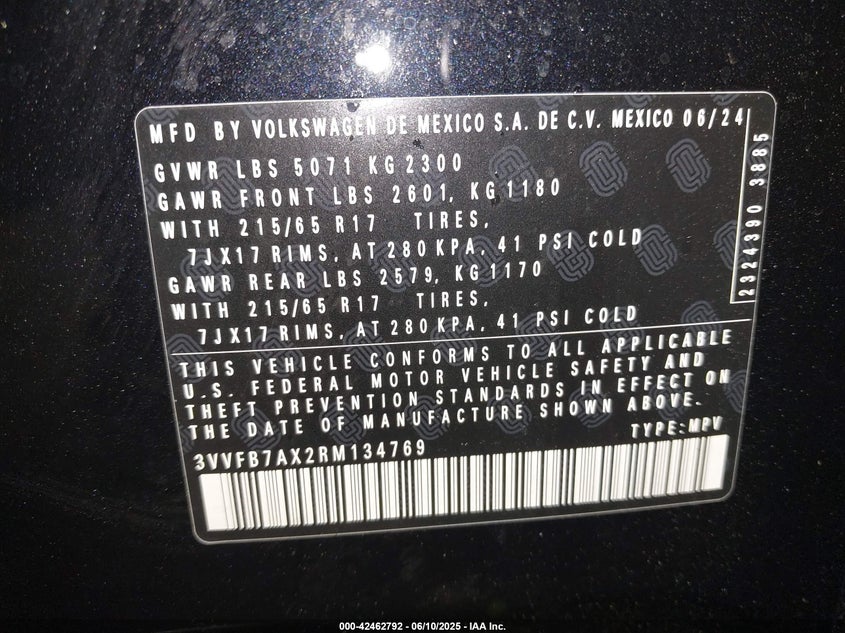 MFD BY VOLKSWAGEN DE MEXICO S.A. DE C.V. MEXICO 06/24
GVWR LBS 5071 KG 2300
GAWR FRONT LBS 2601, KG 1180
WITH 215/65 R17 TIRES,
7JX17 RIMS, AT 280 KPA, 41 PSI COLD
GAWR REAR LBS 2579, KG 1170
WITH 215/65 R17 TIRES,
7JX17 RIMS, AT 280 KPA, 41 PSI COLD
2324390 3885
THIS VEHICLE CONFORMS TO ALL APPLICABLE
U.S. FEDERAL MOTOR VEHICLE SAFETY AND
THEFT PREVENTION STANDARDS IN EFFECT ON
THE DATE OF MANUFACTURE SHOWN ABOVE.
TYPE:MPV
3VVFB7AX2RM134769
000-42462792 - 06/10/2025 - IAA Inc.